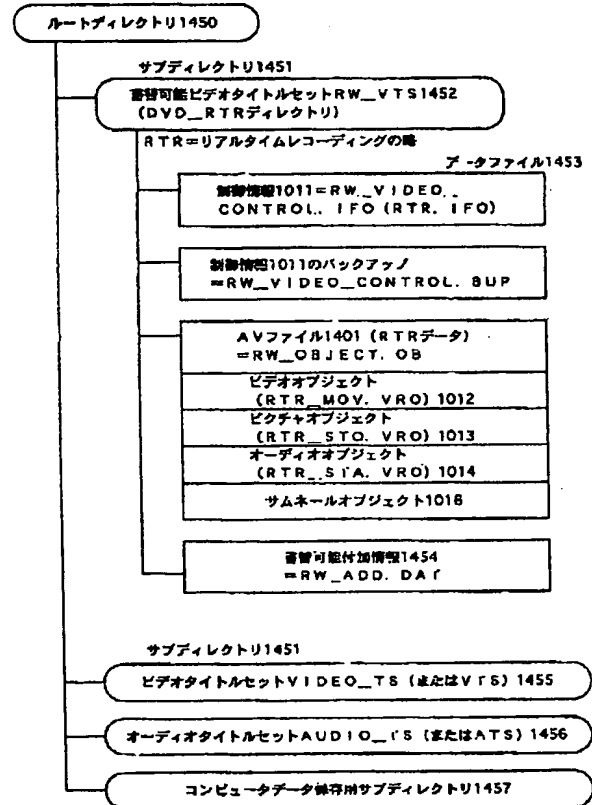 ルートディレクトリ1450
サブディレクトリ1451
書替可能ビデオタイトルセットRW__VTS1452
(DVD__RTRディレクトリ)
RTR=リアルタイムレコーディングの略
データファイル1453
制御情報1011=RW__VIDEO__
CONTROL. IFO (RTR. IFO)
制御情報1011のバックアップ
=RW__VIDEO__CONTROL. BUP
AVファイル1401 (RTRデータ)
=RW__OBJECT. OB
ビデオオブジェクト
(RTR__MOV. VRO) 1012
ピクチャオブジェクト
(RTR__STO. VRO) 1013
オーディオオブジェクト
(RTR__STA. VRO) 1014
サムネールオブジェクト1016
書替可能付加情報1454
=RW__ADD. DAT
サブディレクトリ1451
ビデオタイトルセットVIDEO__TS (またはVTS) 1455
オーディオタイトルセットAUDIO__TS (またはATS) 1456
コンピュータデータ保存用サブディレクトリ1457